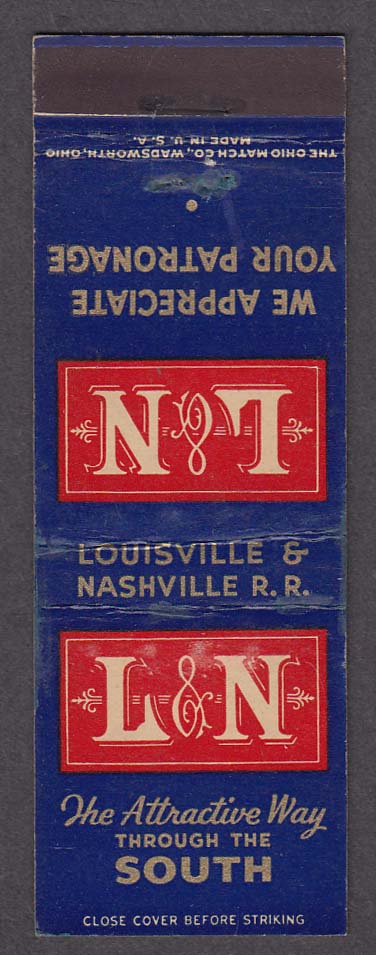 THE OHIO MATCH CO., WADSWORTH, OHIO
MADE IN U.S.A.
WE APPRECIATE
YOUR PATRONAGE
L&N
LOUISVILLE &
NASHVILLE R.R.
L&N
The Attractive Way
THROUGH THE
SOUTH
CLOSE COVER BEFORE STRIKING